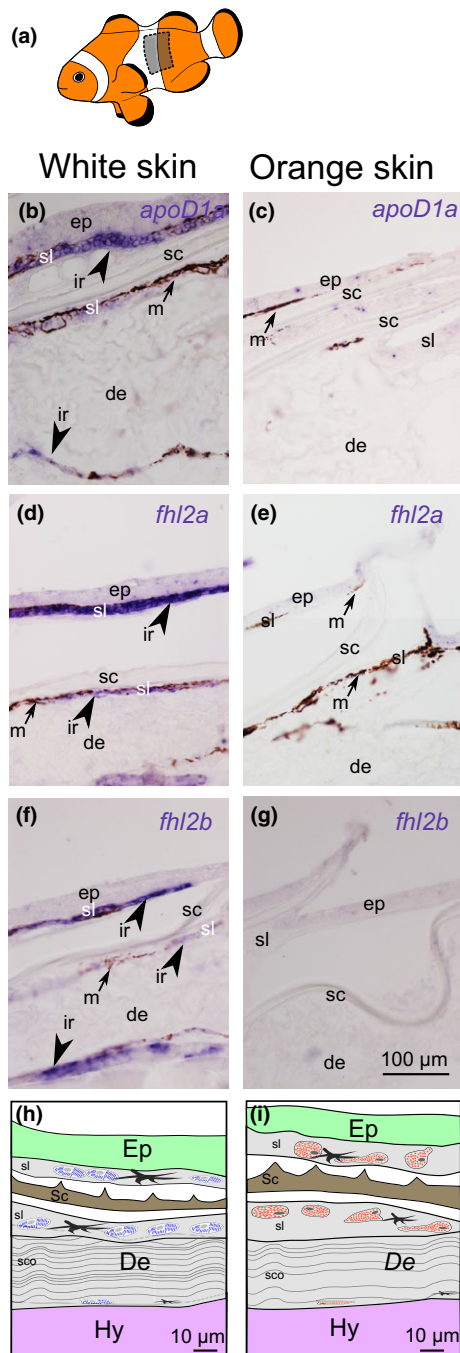 (a)
White skin
Orange skin
(b)
apoD1a
ep
sl
sc
ir
sl
m
de
ir
(c)
apoD1a
ep
sc
m
sc
sl
de
(d)
fhl2a
ep
sl
ir
sc
sl
m
ir
de
(e)
fhl2a
ep
m
sc
sl
m
de
(f)
fhl2b
ep
sl
sc
ir
sl
m
ir
de
ir
(g)
fhl2b
ep
sl
sc
de
100 µm
(h)
Ep
sl
Sc
sl
De
sco
Hy
10 µm
(i)
Ep
sl
Sc
sl
De
sco
Hy
10 µm